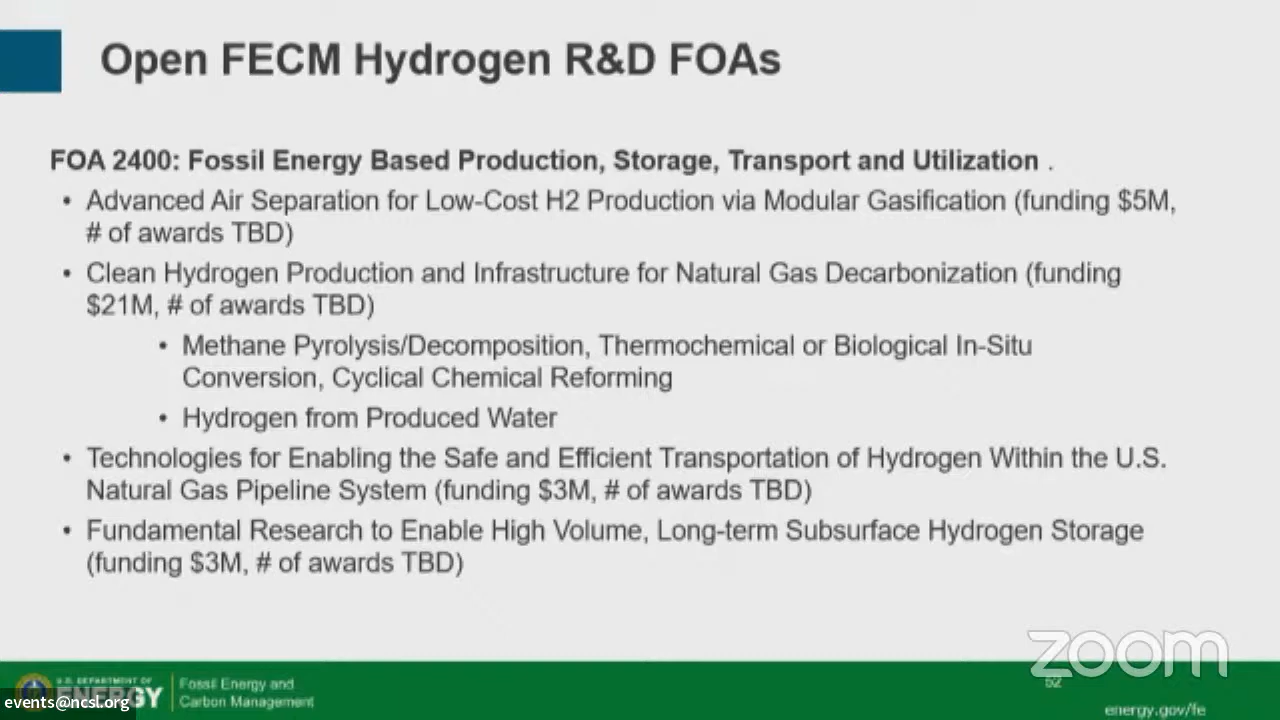 Open FECM Hydrogen R&D FOAs
FOA 2400: Fossil Energy Based Production, Storage, Transport and Utilization .
• Advanced Air Separation for Low-Cost H2 Production via Modular Gasification (funding $5M,
# of awards TBD)
• Clean Hydrogen Production and Infrastructure for Natural Gas Decarbonization (funding
$21M, # of awards TBD)
• Methane Pyrolysis/Decomposition, Thermochemical or Biological In-Situ
Conversion, Cyclical Chemical Reforming
• Hydrogen from Produced Water
• Technologies for Enabling the Safe and Efficient Transportation of Hydrogen Within the U.S.
Natural Gas Pipeline System (funding $3M, # of awards TBD)
• Fundamental Research to Enable High Volume, Long-term Subsurface Hydrogen Storage
(funding $3M, # of awards TBD)
zoom
U.S. DEPARTMENT OF
ENERGY
Fossil Energy and
Carbon Management
52
events@ncsl.org
energy.gov/fe